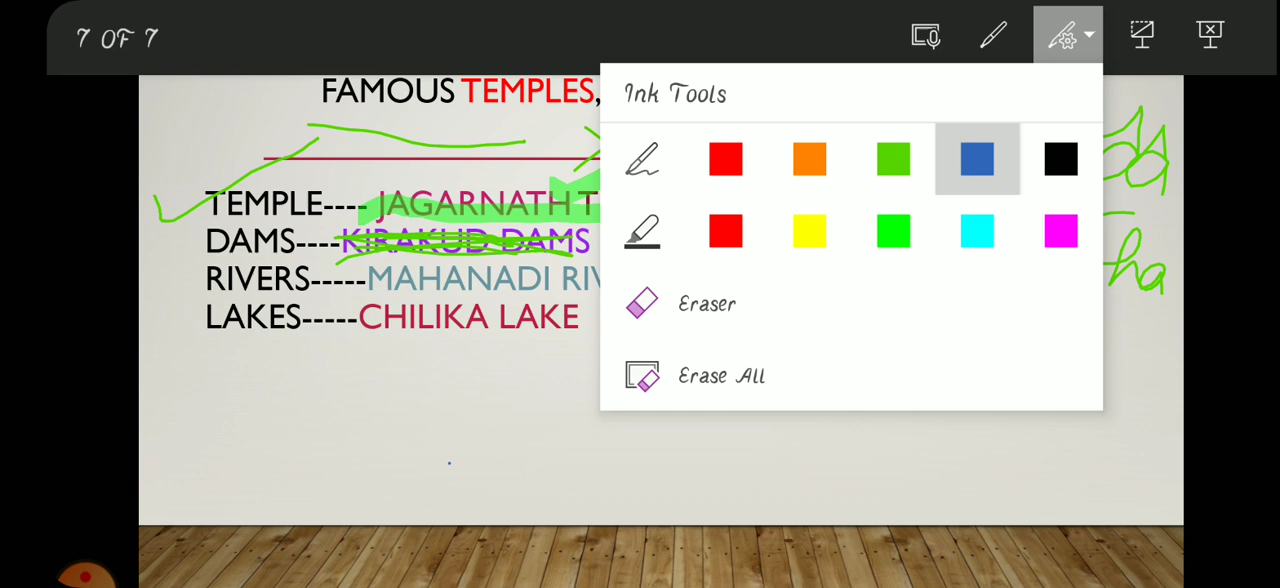 7 OF 7
FAMOUS TEMPLES,
Ink Tools
TEMPLE---- JAGARNATH T
DAMS----KIRAKUD DAMS
RIVERS-----MAHANADI RIV
LAKES-----CHILIKA LAKE
ha
Eraser
Erase All